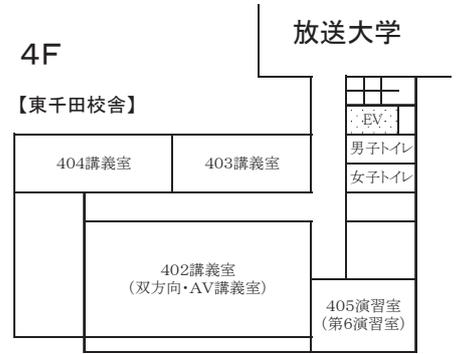 放送大学
4F
【東千田校舎】
EV
男子トイレ
404講義室
403講義室
女子トイレ
402講義室
(双方向・AV講義室)
405演習室
(第6演習室)